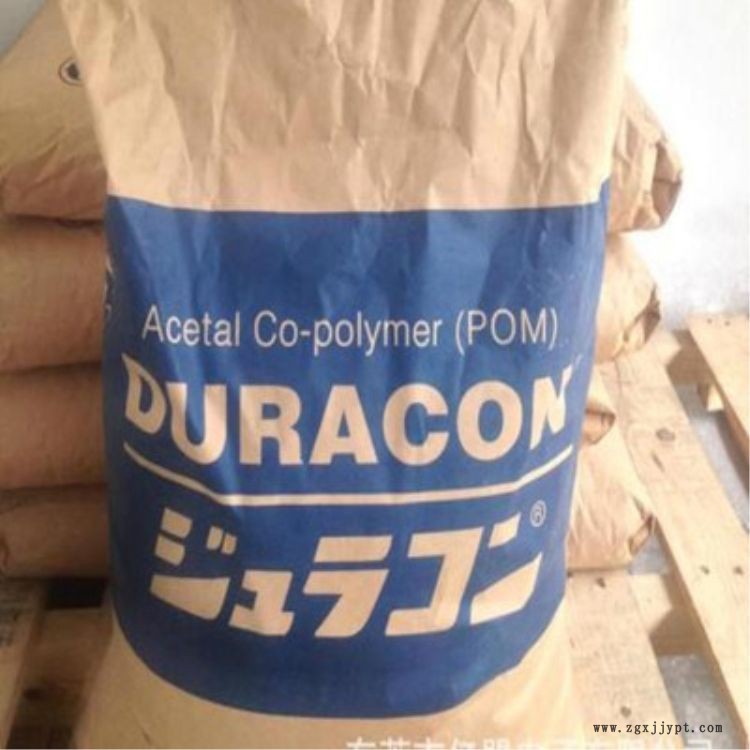 Acetal Co-polymer (POM)
DURACON
ジュラコン®
www.zgxjjypt.com